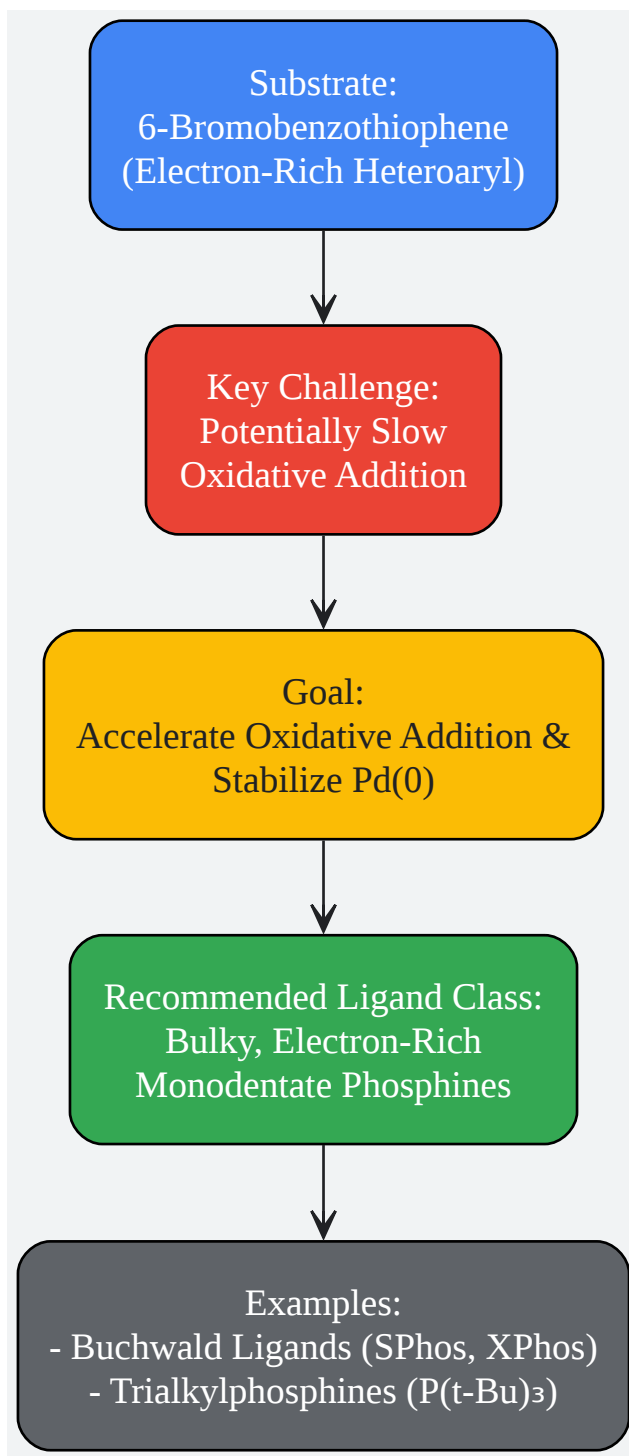 Substrate:
6-Bromobenzothiophene
(Electron-Rich Heteroaryl)
Key Challenge:
Potentially Slow
Oxidative Addition
Goal:
Accelerate Oxidative Addition &
Stabilize Pd(0)
Recommended Ligand Class:
Bulky, Electron-Rich
Monodentate Phosphines
Examples:
- Buchwald Ligands (SPhos, XPhos)
- Trialkylphosphines (P(t-Bu)₃)